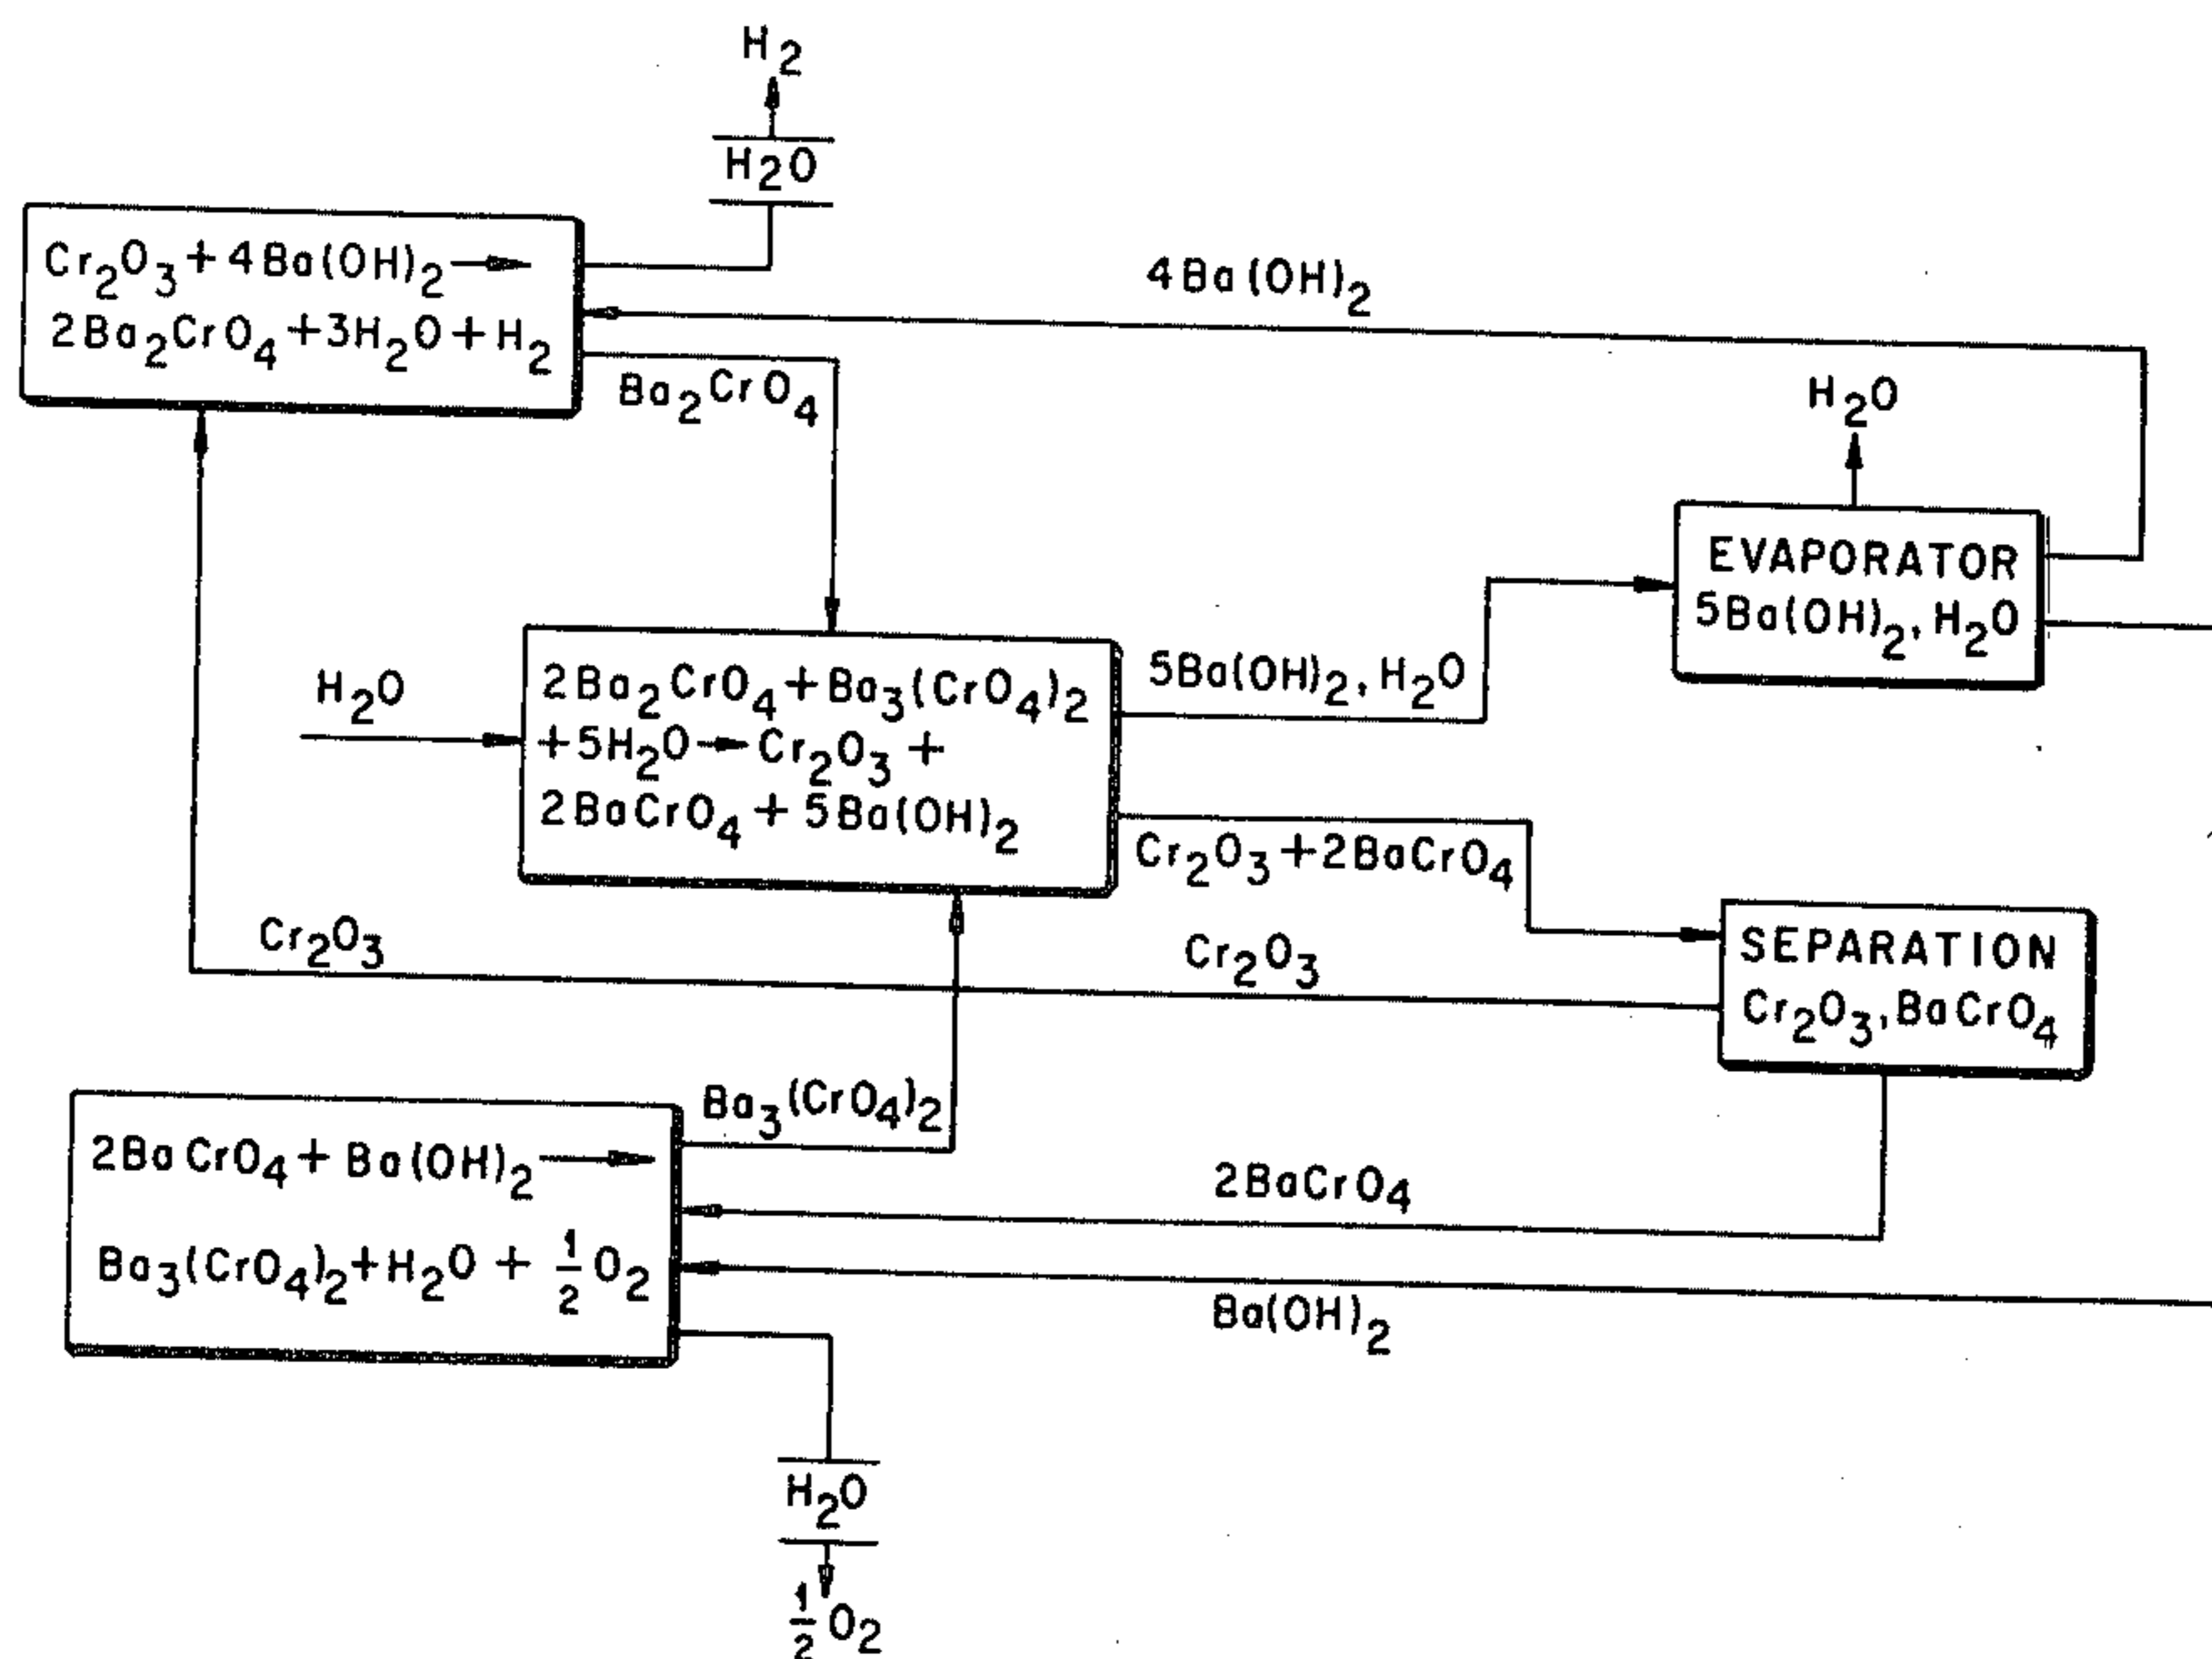 H₂
H₂O
Cr₂O₃ + 4Ba(OH)₂ →
2Ba₂CrO₄ + 3H₂O + H₂
4Ba(OH)₂
Ba₂CrO₄
H₂O
EVAPORATOR
5Ba(OH)₂, H₂O
H₂O
2Ba₂CrO₄ + Ba₃(CrO₄)₂
+ 5H₂O → Cr₂O₃ +
2BaCrO₄ + 5Ba(OH)₂
5Ba(OH)₂, H₂O
Cr₂O₃ + 2BaCrO₄
Cr₂O₃
Cr₂O₃
SEPARATION
Cr₂O₃, BaCrO₄
Ba₃(CrO₄)₂
2BaCrO₄ + Ba(OH)₂ →
Ba₃(CrO₄)₂ + H₂O + 1/2 O₂
2BaCrO₄
Ba(OH)₂
H₂O
1/2 O₂